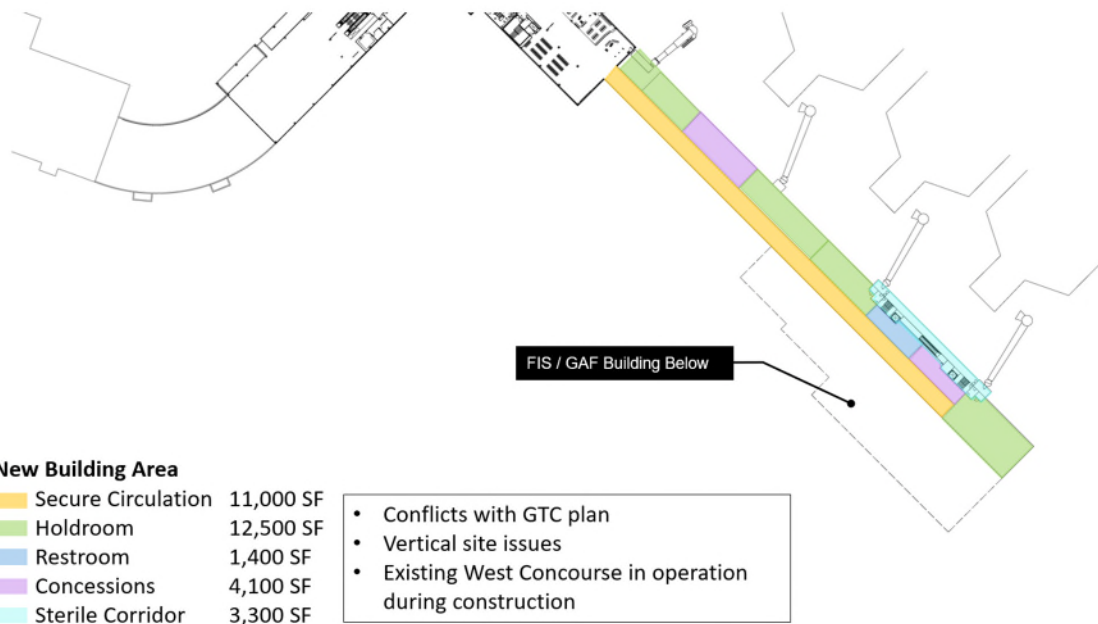 FIS / GAF Building Below
New Building Area
Secure Circulation 11,000 SF
Holdroom 12,500 SF
Restroom 1,400 SF
Concessions 4,100 SF
Sterile Corridor 3,300 SF
• Conflicts with GTC plan
• Vertical site issues
• Existing West Concourse in operation
during construction